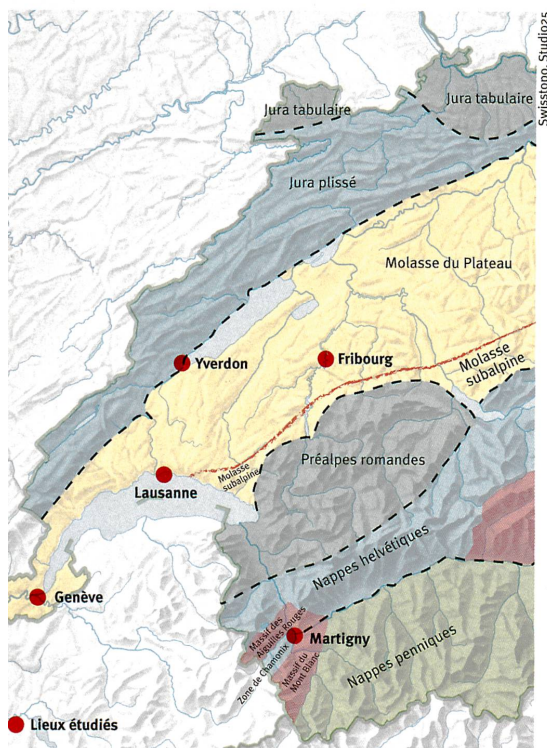 Swisstopo, Studio25
Jura tabulaire
Jura tabulaire
Jura plissé
Molasse du Plateau
Yverdon
Fribourg
Molasse
subalpine
Préalpes romandes
Lausanne
Molasse
subalpine
Nappes helvétiques
Genève
Massif des
Aiguilles Rouges
Martigny
Zone de Chamonix
Massif du
Mont Blanc
Nappes penniques
Lieux étudiés